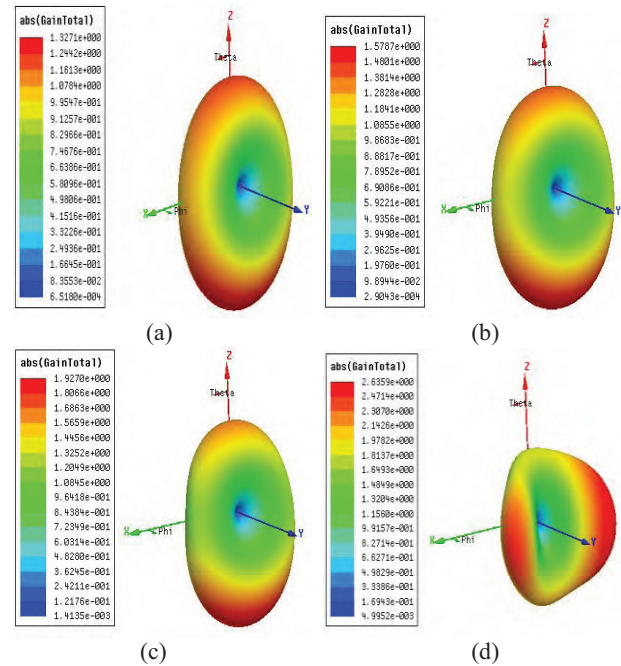 abs(GainTotal)
1.3271e+000
1.2442e+000
1.1613e+000
1.0784e+000
9.9547e-001
9.1257e-001
8.2966e-001
7.4676e-001
6.6386e-001
5.8096e-001
4.9806e-001
4.1516e-001
3.3226e-001
2.4936e-001
1.6645e-001
8.3553e-002
6.5180e-004
Z
Theta
X
Phi
Y
(a)
abs(GainTotal)
1.5787e+000
1.4801e+000
1.3814e+000
1.2828e+000
1.1841e+000
1.0855e+000
9.8683e-001
8.8817e-001
7.8952e-001
6.9086e-001
5.9221e-001
4.9356e-001
3.9490e-001
2.9625e-001
1.9760e-001
9.8944e-002
2.9043e-004
Z
Theta
X
Phi
Y
(b)
abs(GainTotal)
1.9270e+000
1.8066e+000
1.6863e+000
1.5659e+000
1.4456e+000
1.3252e+000
1.2049e+000
1.0845e+000
9.6418e-001
8.4384e-001
7.2349e-001
6.0314e-001
4.8280e-001
3.6245e-001
2.4211e-001
1.2176e-001
1.4135e-003
Z
Theta
X
Phi
Y
(c)
abs(GainTotal)
2.6359e+000
2.4714e+000
2.3070e+000
2.1426e+000
1.9782e+000
1.8137e+000
1.6493e+000
1.4849e+000
1.3204e+000
1.1560e+000
9.9157e-001
8.2714e-001
6.6271e-001
4.9829e-001
3.3386e-001
1.6943e-001
4.9952e-003
Z
Theta
X
Phi
Y
(d)